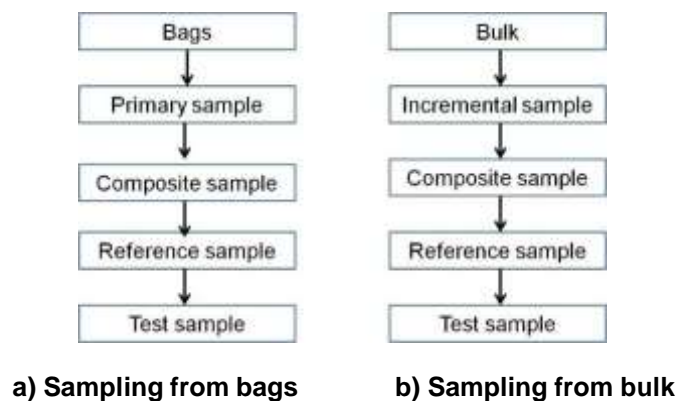 Bags
Primary sample
Composite sample
Reference sample
Test sample
a) Sampling from bags
Bulk
Incremental sample
Composite sample
Reference sample
Test sample
b) Sampling from bulk